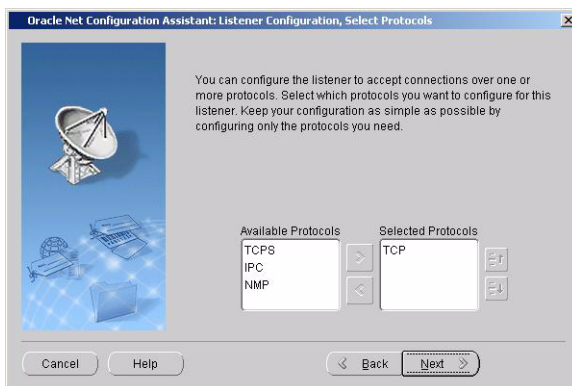 Oracle Net Configuration Assistant: Listener Configuration, Select Protocols
You can configure the listener to accept connections over one or
more protocols. Select which protocols you want to configure for this
listener. Keep your configuration as simple as possible by
configuring only the protocols you need.
Available Protocols
Selected Protocols
TCPS
IPC
NMP
TCP
Cancel
Help
Back
Next